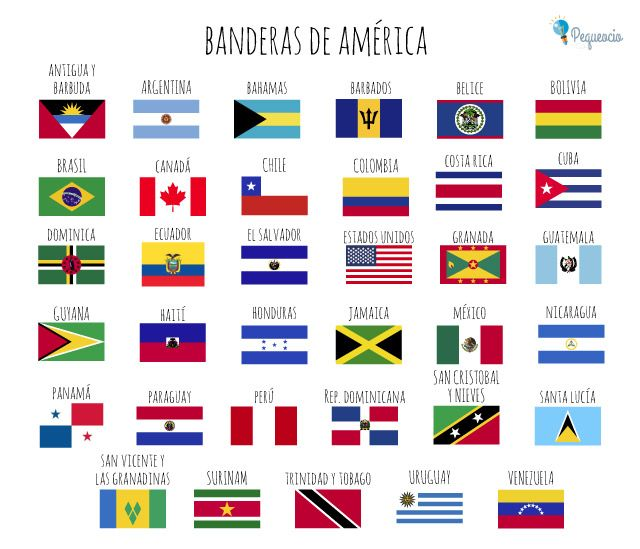 BANDERAS DE AMÉRICA
Pequeocio
ANTIGUA Y
BARBUDA
ARGENTINA
BAHAMAS
BARBADOS
BELICE
BOLIVIA
BRASIL
CANADÁ
CHILE
COLOMBIA
COSTA RICA
CUBA
DOMINICA
ECUADOR
EL SALVADOR
ESTADOS UNIDOS
GRANADA
GUATEMALA
GUYANA
HAITÍ
HONDURAS
JAMAICA
MÉXICO
NICARAGUA
PANAMÁ
PARAGUAY
PERÚ
REP. DOMINICANA
SAN CRISTOBAL
Y NIEVES
SANTA LUCÍA
SAN VICENTE Y
LAS GRANADINAS
SURINAM
TRINIDAD Y TOBAGO
URUGUAY
VENEZUELA